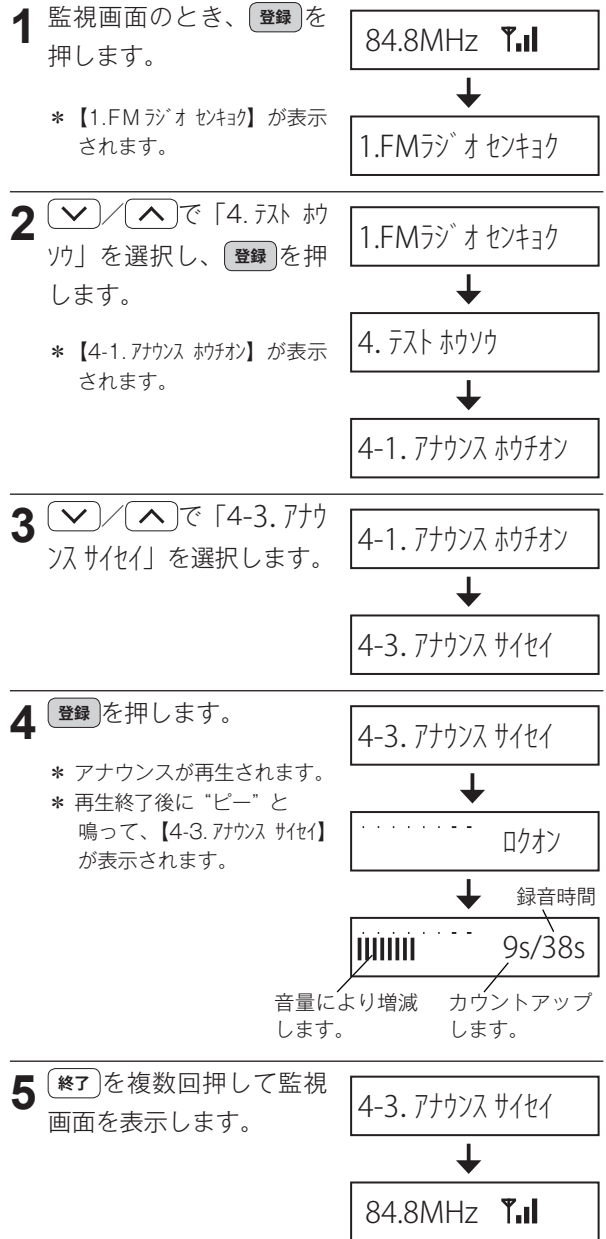 1 監視画面のとき、登録を
押します。
＊【1.FMﾗｼﾞｵ ｾﾝｷｮｸ】が表示
されます。
84.8MHz
↓
1.FMﾗｼﾞｵ ｾﾝｷｮｸ
2 ∨／∧で「4. ﾃｽﾄ ﾎｳ
ｿｳ」を選択し、登録を押
します。
＊【4-1. ｱﾅｳﾝｽ ﾎｳﾁｵﾝ】が表示
されます。
1.FMﾗｼﾞｵ ｾﾝｷｮｸ
↓
4. ﾃｽﾄ ﾎｳｿｳ
↓
4-1. ｱﾅｳﾝｽ ﾎｳﾁｵﾝ
3 ∨／∧で「4-3. ｱﾅｳ
ﾝｽ ｻｲｾｲ」を選択します。
4-1. ｱﾅｳﾝｽ ﾎｳﾁｵﾝ
↓
4-3. ｱﾅｳﾝｽ ｻｲｾｲ
4 登録を押します。
＊ アナウンスが再生されます。
＊ 再生終了後に“ピー”と
鳴って、【4-3. ｱﾅｳﾝｽ ｻｲｾｲ】
が表示されます。
4-3. ｱﾅｳﾝｽ ｻｲｾｲ
↓
ﾛｸｵﾝ
↓
録音時間
9s/38s
音量により増減
します。
カウントアップ
します。
5 終了を複数回押して監視
画面を表示します。
4-3. ｱﾅｳﾝｽ ｻｲｾｲ
↓
84.8MHz